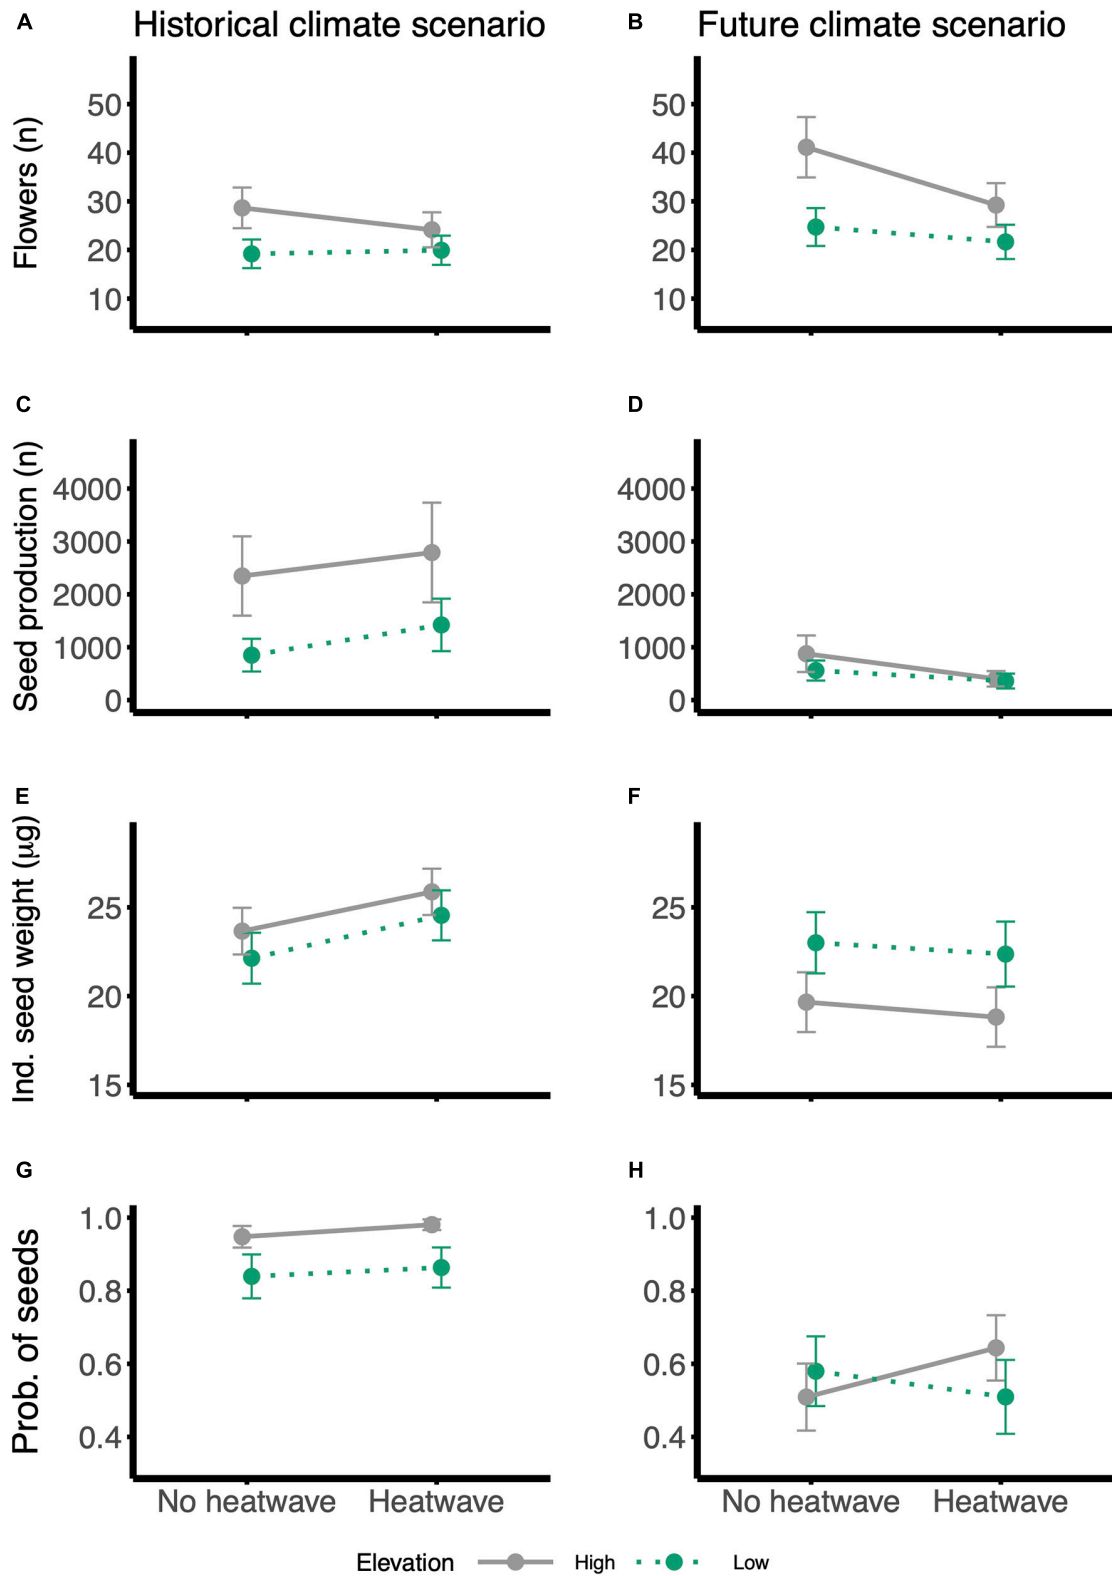 A Historical climate scenario
B Future climate scenario
Flowers (n)
50
40
30
20
10
50
40
30
20
10
C
D
Seed production (n)
4000
3000
2000
1000
0
4000
3000
2000
1000
0
E
F
Ind. seed weight (µg)
25
20
15
25
20
15
G
H
Prob. of seeds
1.0
0.8
0.6
0.4
1.0
0.8
0.6
0.4
No heatwave Heatwave
No heatwave Heatwave
Elevation High Low